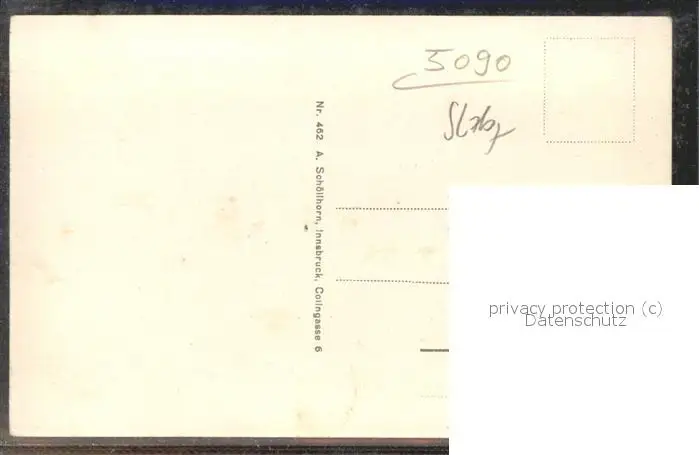 5090
Nr. 462 A. Schöllhorn, Innsbruck, Colingasse 6
privacy protection (c)
Datenschutz